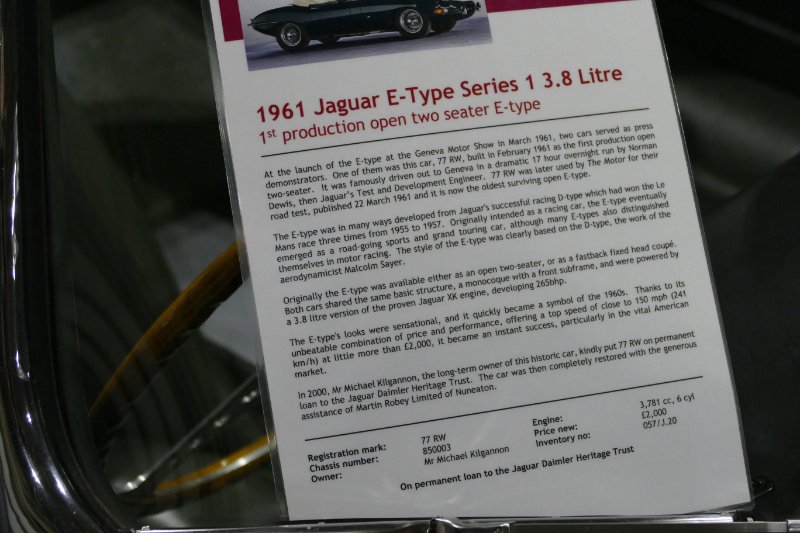 1961 Jaguar E-Type Series 1 3.8 Litre
1st production open two seater E-type
At the launch of the E-type at the Geneva Motor Show in March 1961, two cars served as press
demonstrators. One of them was this car, 77 RW, built in February 1961 as the first production open
two-seater. It was famously driven out to Geneva in a dramatic 17 hour overnight run by Norman
Dewis, then Jaguar's Test and Development Engineer. 77 RW was later used by The Motor for their
road test, published 22 March 1961 and it is now the oldest surviving open E-type.
The E-type was in many ways developed from Jaguar's successful racing D-type which had won the Le
Mans race three times from 1955 to 1957. Originally intended as a racing car, the E-type eventually
emerged as a road-going sports and grand touring car, although many E-types also distinguished
themselves in motor racing. The style of the E-type was clearly based on the D-type, the work of the
aerodynamicist Malcolm Sayer.
Originally the E-type was available either as an open two-seater, or as a fastback fixed head coupé.
Both cars shared the same basic structure, a monocoque with a front subframe, and were powered by
a 3.8 litre version of the proven Jaguar XK engine, developing 265bhp.
The E-type's looks were sensational, and it quickly became a symbol of the 1960s. Thanks to its
unbeatable combination of price and performance, offering a top speed of close to 150 mph (241
km/h) at little more than £2,000, it became an instant success, particularly in the vital American
market.
In 2000, Mr Michael Kilgannon, the long-term owner of this historic car, kindly put 77 RW on permanent
loan to the Jaguar Daimler Heritage Trust. The car was then completely restored with the generous
assistance of Martin Robey Limited of Nuneaton.
Registration mark: 77 RW Engine: 3,781 cc, 6 cyl
Chassis number: 850003 Price new: £2,000
Owner: Mr Michael Kilgannon Inventory no: 057/J.20
On permanent loan to the Jaguar Daimler Heritage Trust